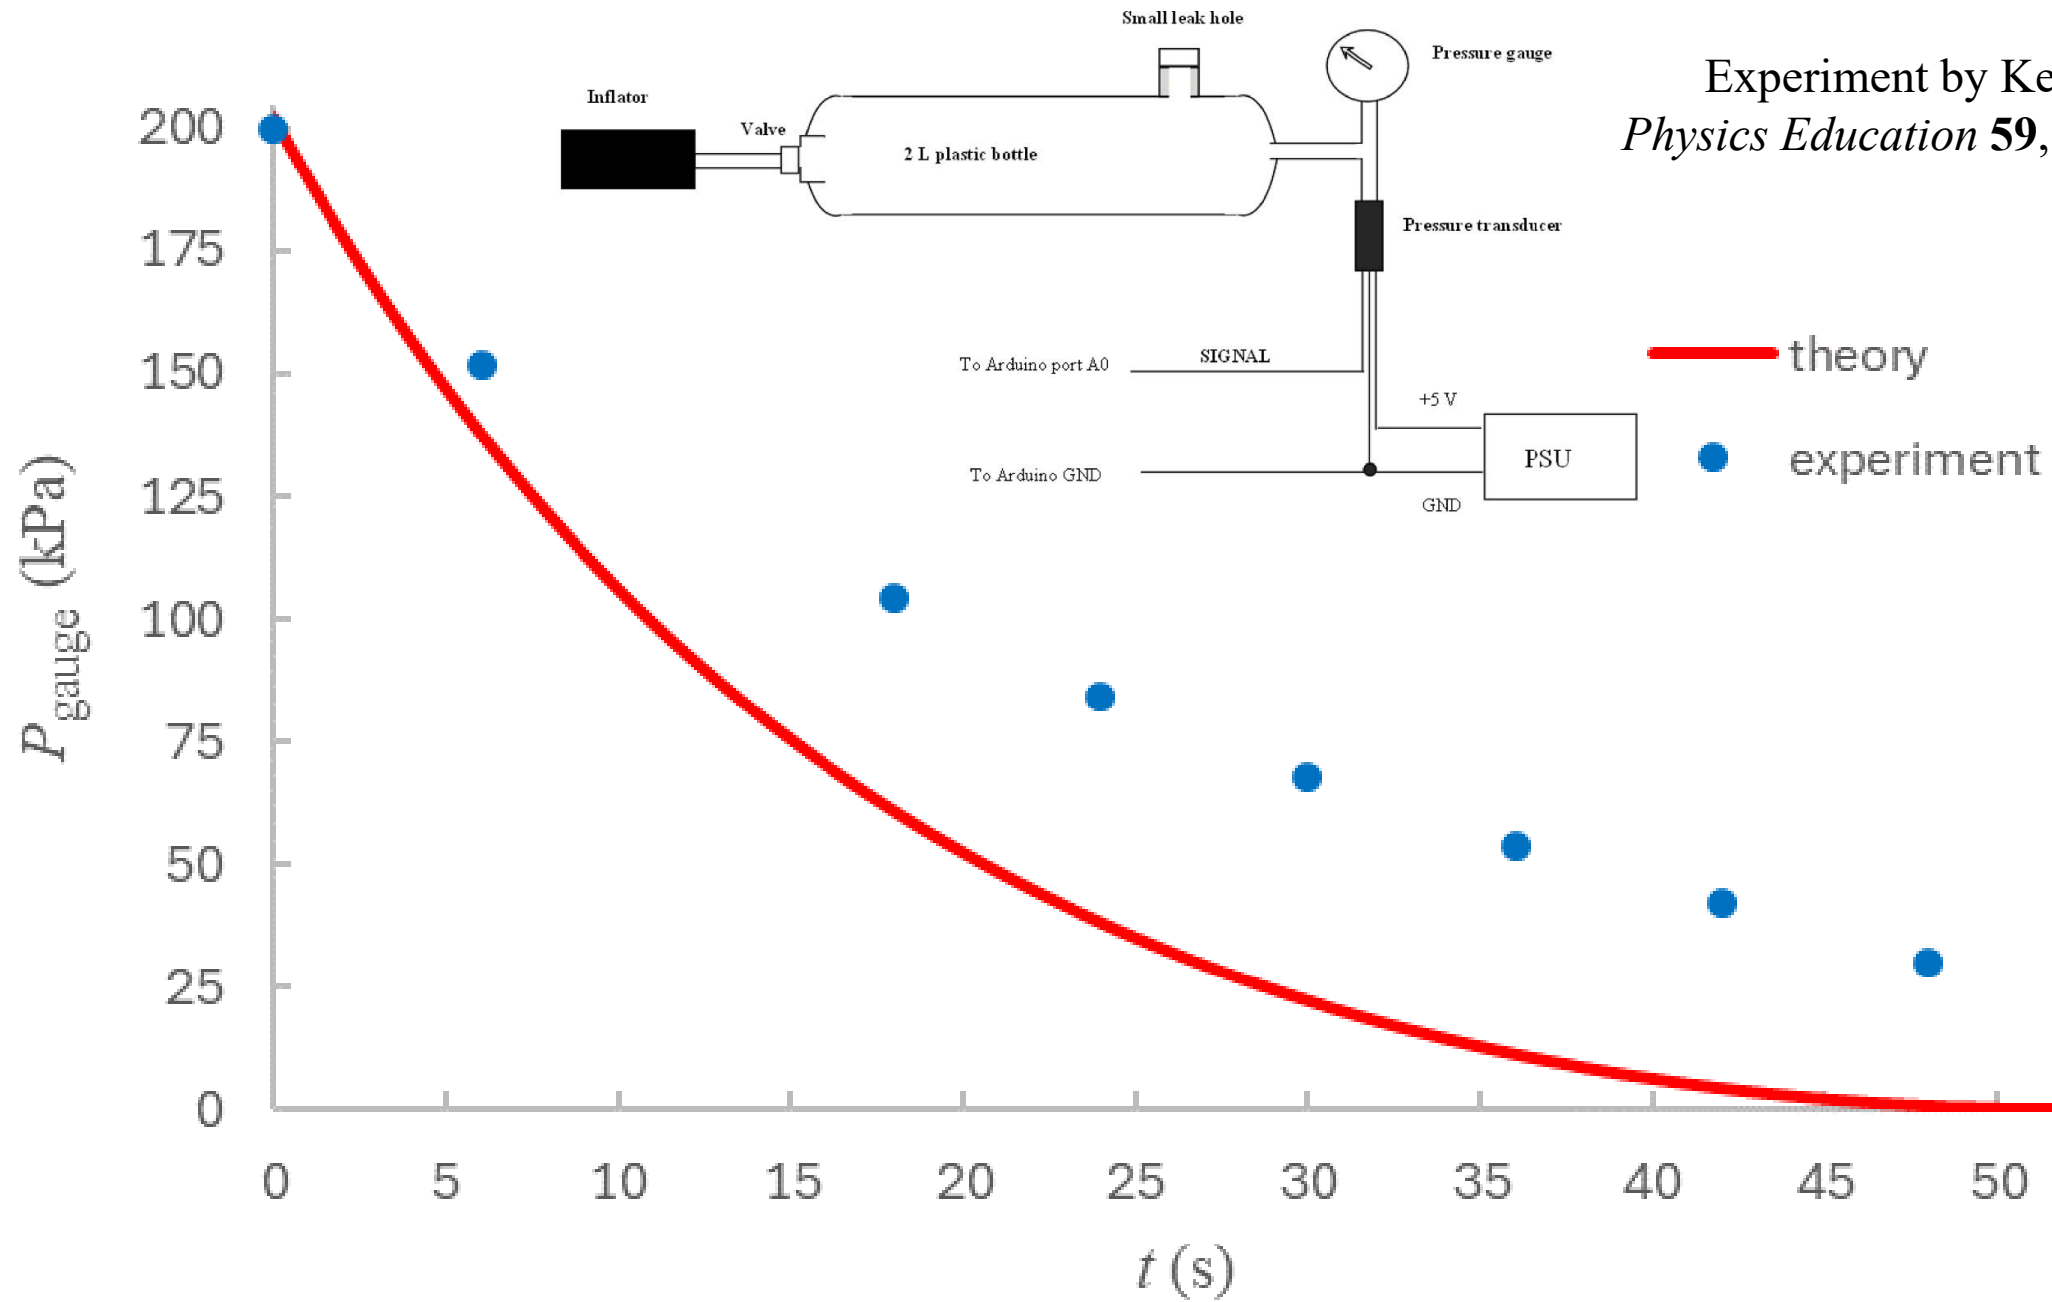 Small leak hole
Pressure gauge
Experiment by Ke
Physics Education 59,
Inflator
Valve
2 L plastic bottle
Pressure transducer
To Arduino port A0
SIGNAL
+5 V
PSU
To Arduino GND
GND
theory
experiment
P gauge (kPa)
200
175
150
125
100
75
50
25
0
0 5 10 15 20 25 30 35 40 45 50
t (s)